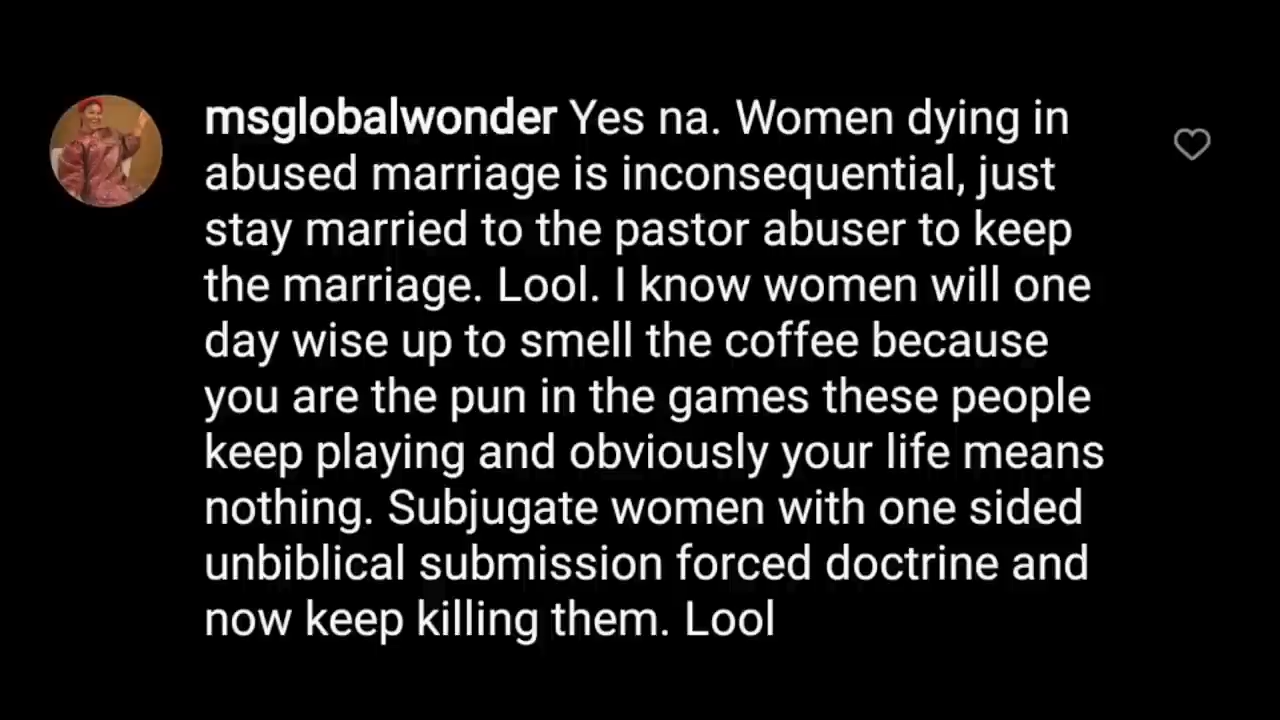 msglobalwonder Yes na. Women dying in
abused marriage is inconsequential, just
stay married to the pastor abuser to keep
the marriage. Lool. I know women will one
day wise up to smell the coffee because
you are the pun in the games these people
keep playing and obviously your life means
nothing. Subjugate women with one sided
unbiblical submission forced doctrine and
now keep killing them. Lool